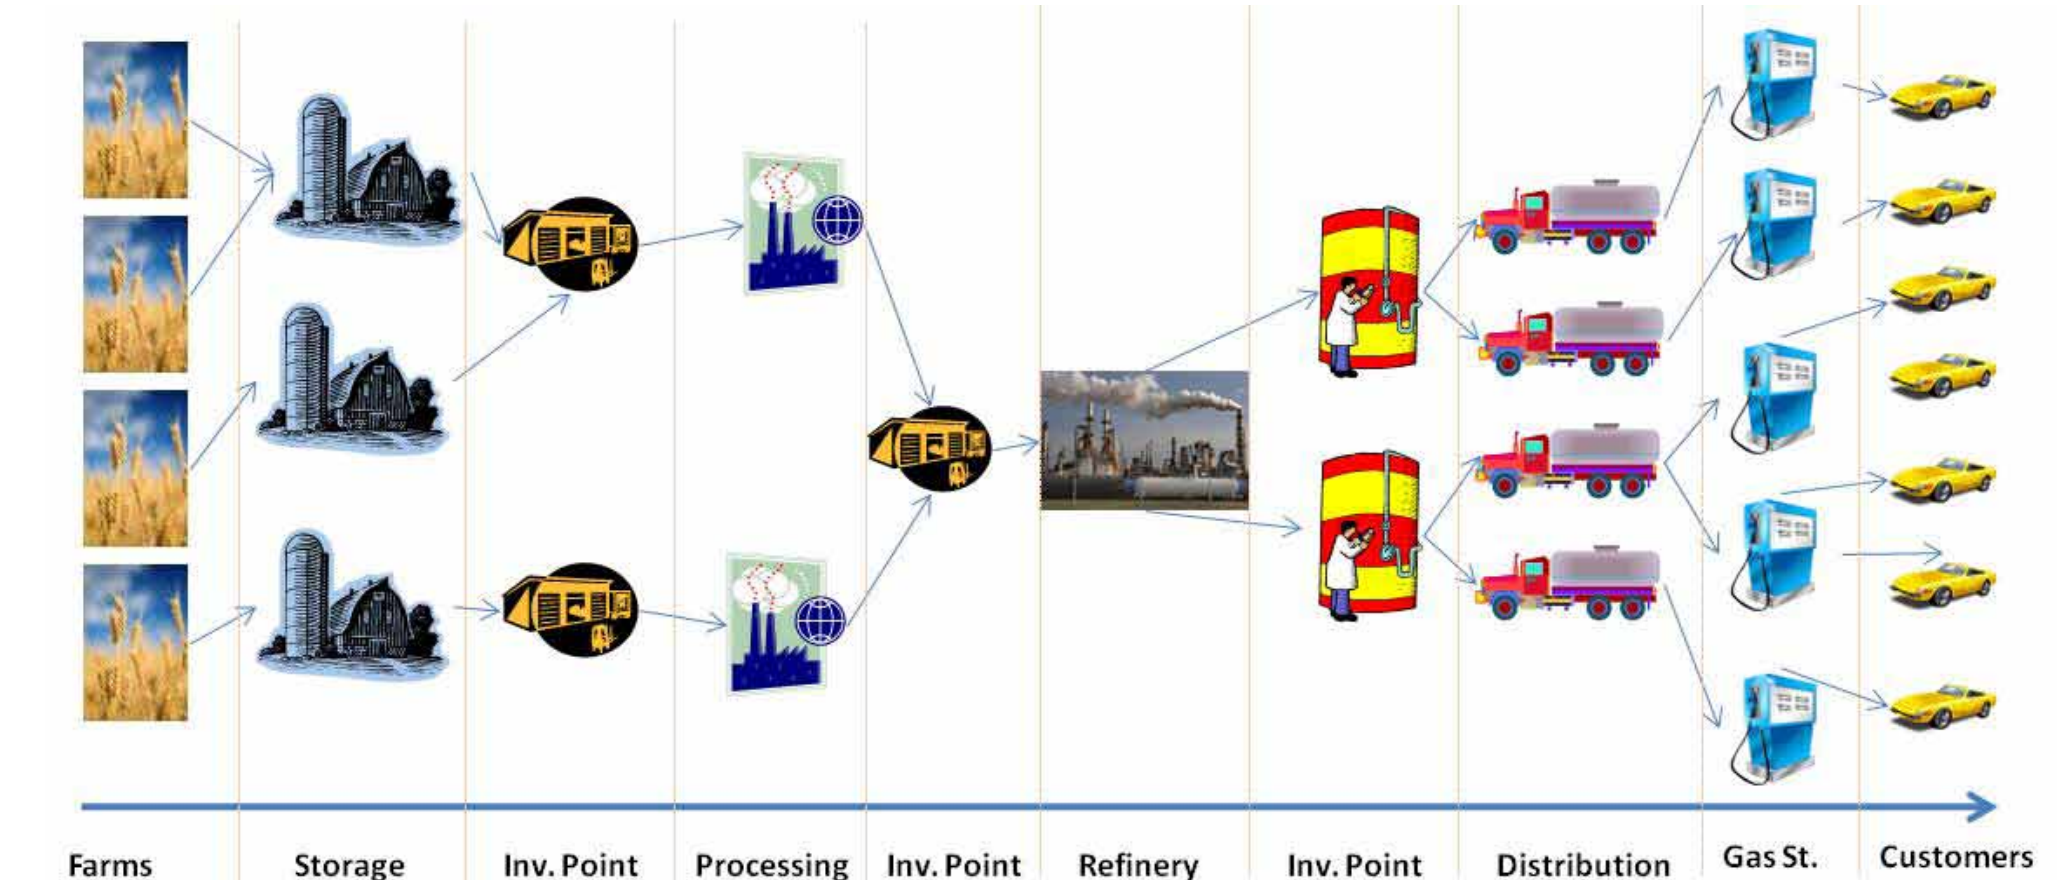 Farms
Storage
Inv. Point
Processing
Inv. Point
Refinery
Inv. Point
Distribution
Gas St.
Customers